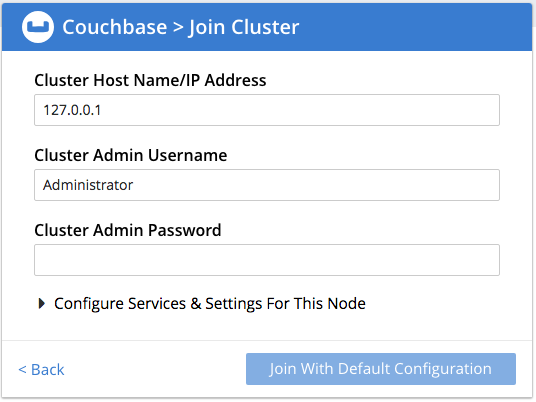 Couchbase > Join Cluster
Cluster Host Name/IP Address
127.0.0.1
Cluster Admin Username
Administrator
Cluster Admin Password
Configure Services & Settings For This Node
< Back
Join With Default Configuration